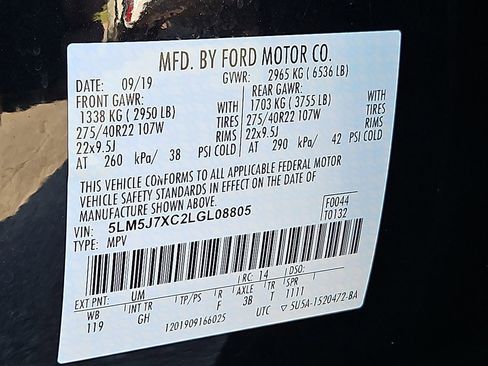 MFD. BY FORD MOTOR CO.
DATE: 09/19 GVWR: 2965 KG (6536 LB)
FRONT GAWR: REAR GAWR:
1338 KG (2950 LB) WITH 1703 KG (3755 LB) WITH
275/40R22 107W TIRES 275/40R22 107W TIRES
22x9.5J RIMS 22x9.5J RIMS
AT 260 kPa/ 38 PSI COLD AT 290 kPa/ 42 PSI COLD
THIS VEHICLE CONFORMS TO ALL APPLICABLE FEDERAL MOTOR
VEHICLE SAFETY STANDARDS IN EFFECT ON THE DATE OF
MANUFACTURE SHOWN ABOVE.
VIN: 5LM5J7XC2LGL08805 F0044
TYPE: MPV T0132
EXT PNT: UM RC: 14 DSO:
WB INT TR TP/PS R AXLE TR SPR
119 GH F 3B T 1111
1201909166025 UTC ▽ 5U5A-1520472-BA